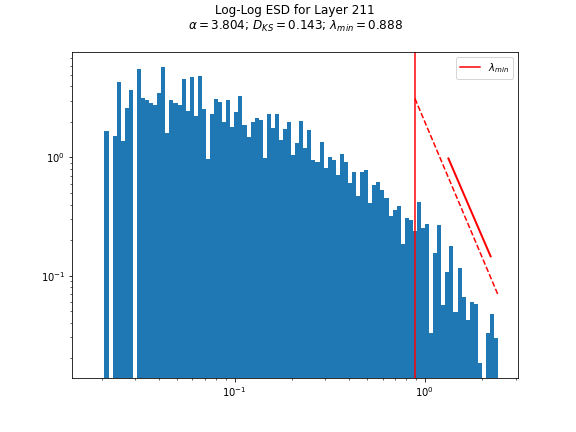 Log-Log ESD for Layer 211
α = 3.804; D_KS = 0.143; λ_min = 0.888
λ_min
10⁰
10⁻¹
10⁻¹ 10⁰